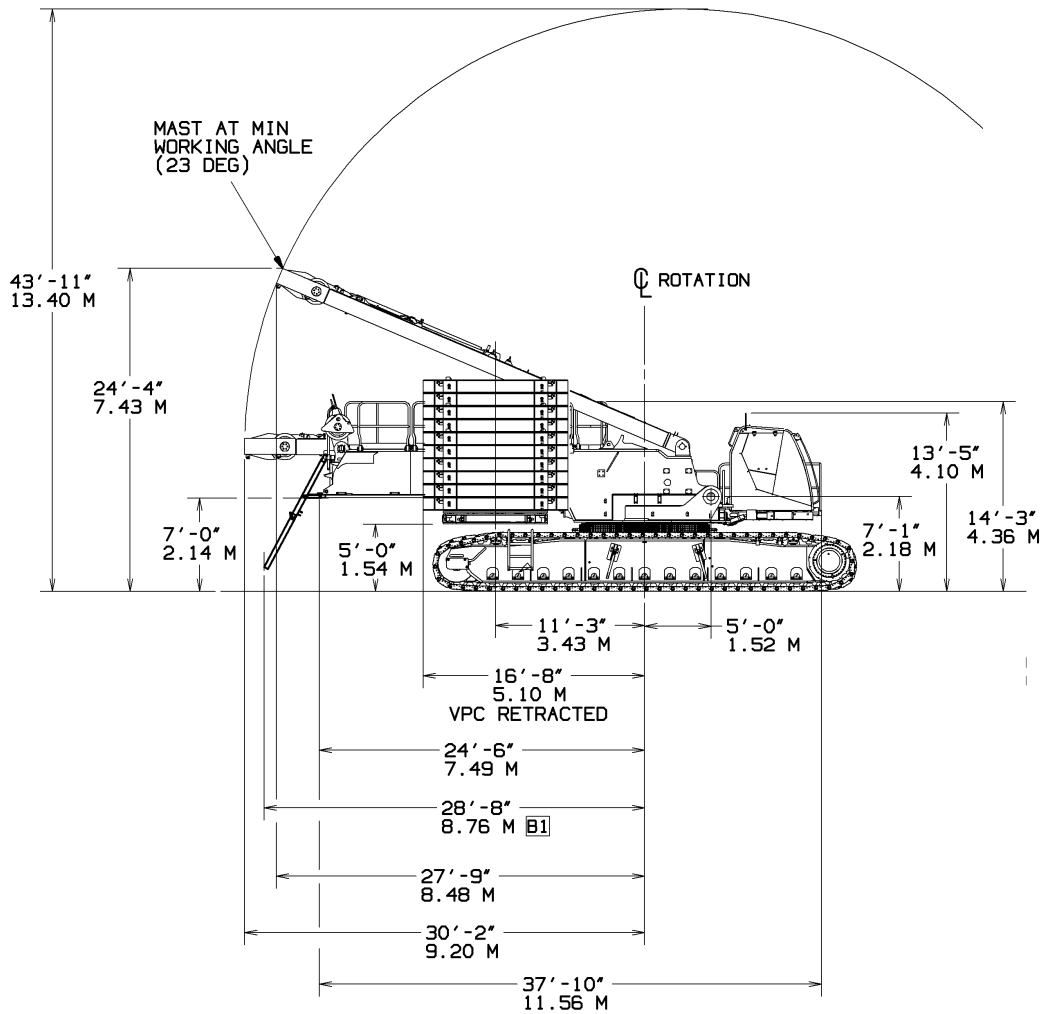 MAST AT MIN
WORKING ANGLE
(23 DEG)
43'-11"
13.40 M
℄ ROTATION
24'-4"
7.43 M
13'-5"
4.10 M
7'-0"
2.14 M
5'-0"
1.54 M
7'-1"
2.18 M
14'-3"
4.36 M
11'-3"
3.43 M
5'-0"
1.52 M
16'-8"
5.10 M
VPC RETRACTED
24'-6"
7.49 M
28'-8"
8.76 M B1
27'-9"
8.48 M
30'-2"
9.20 M
37'-10"
11.56 M